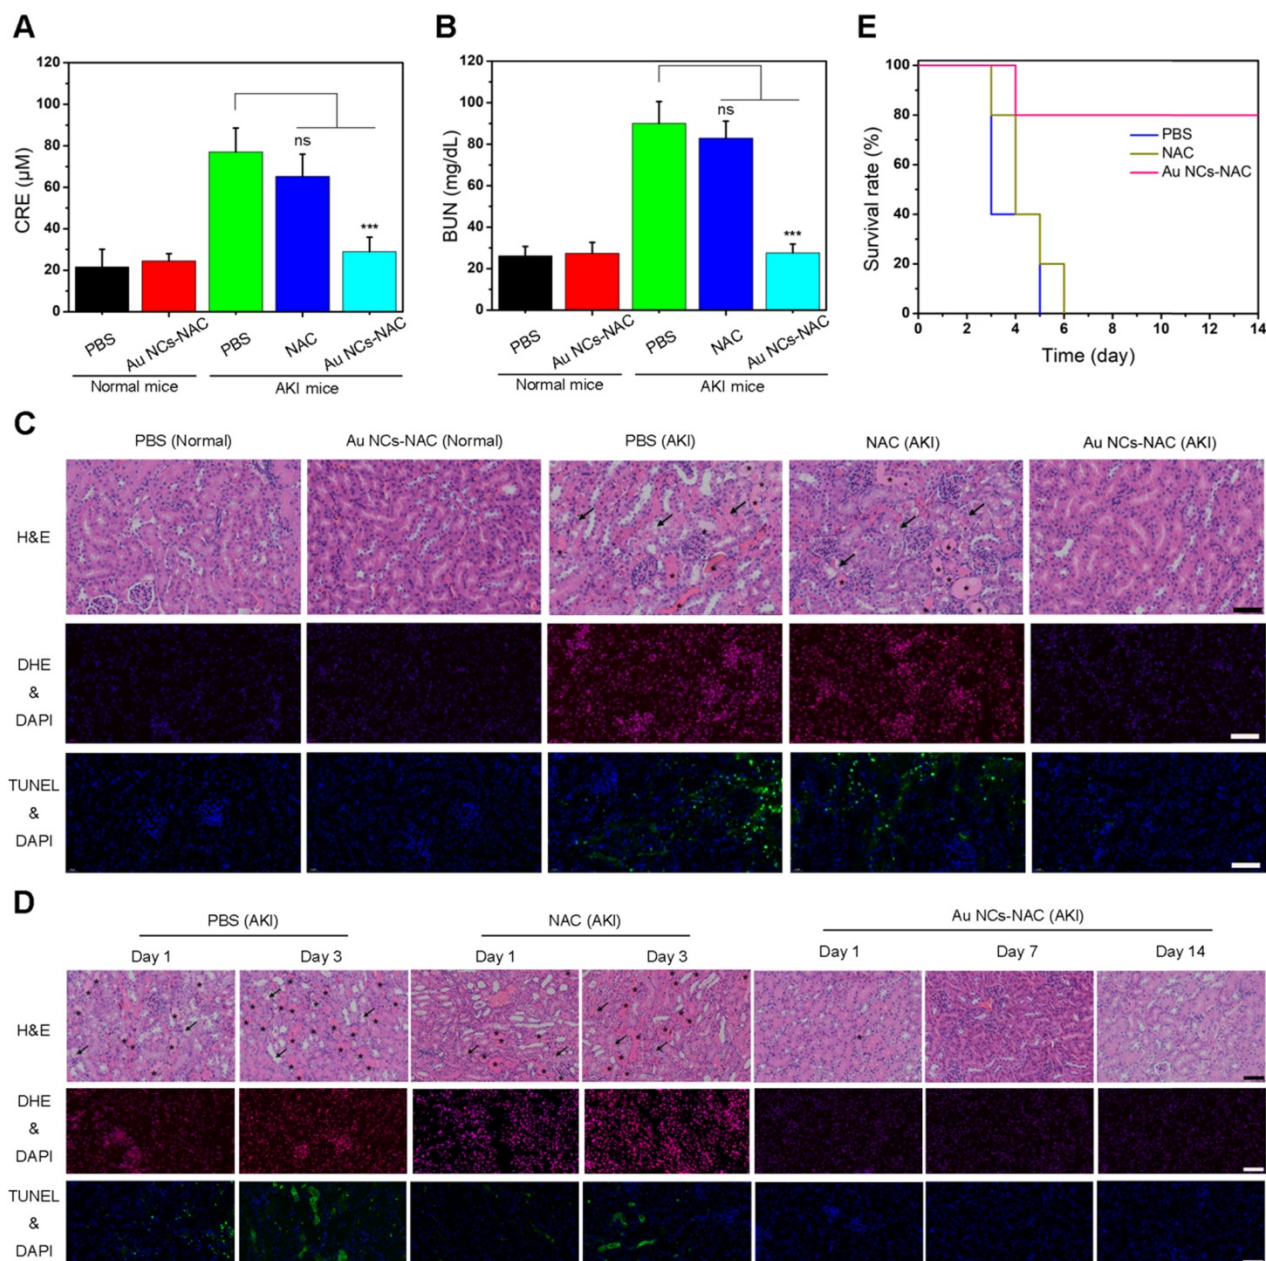 A
CRE (μM)
120
100
80
60
40
20
0
ns
***
PBS
Au NCs-NAC
PBS
NAC
Au NCs-NAC
Normal mice
AKI mice
B
BUN (mg/dL)
120
100
80
60
40
20
0
ns
***
PBS
Au NCs-NAC
PBS
NAC
Au NCs-NAC
Normal mice
AKI mice
E
Survival rate (%)
100
80
60
40
20
0
PBS
NAC
Au NCs-NAC
0 2 4 6 8 10 12 14
Time (day)
C
PBS (Normal) Au NCs-NAC (Normal) PBS (AKI) NAC (AKI) Au NCs-NAC (AKI)
H&E
DHE
&
DAPI
TUNEL
&
DAPI
D
PBS (AKI) NAC (AKI) Au NCs-NAC (AKI)
Day 1 Day 3 Day 1 Day 3 Day 1 Day 7 Day 14
H&E
DHE
&
DAPI
TUNEL
&
DAPI